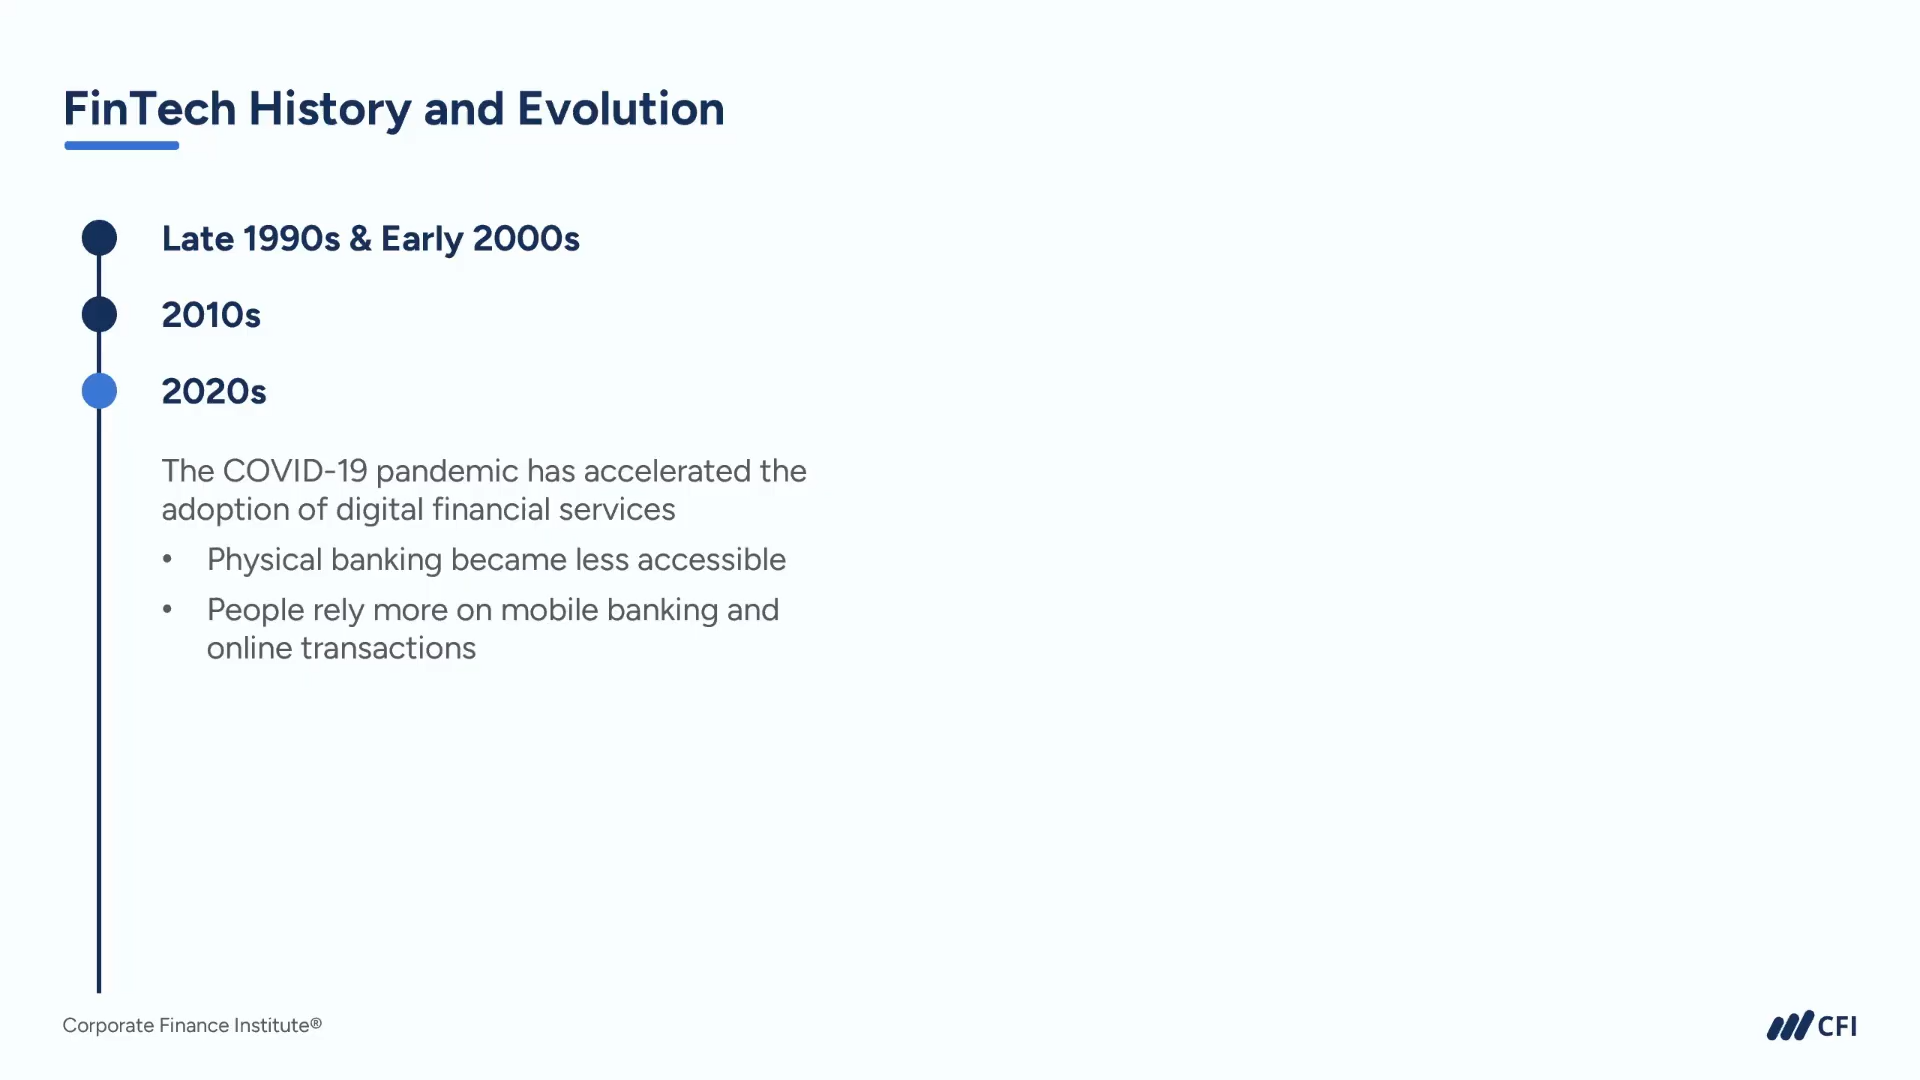 FinTech History and Evolution
Late 1990s & Early 2000s
2010s
2020s
The COVID-19 pandemic has accelerated the
adoption of digital financial services
• Physical banking became less accessible
• People rely more on mobile banking and
online transactions
Corporate Finance Institute®
CFI